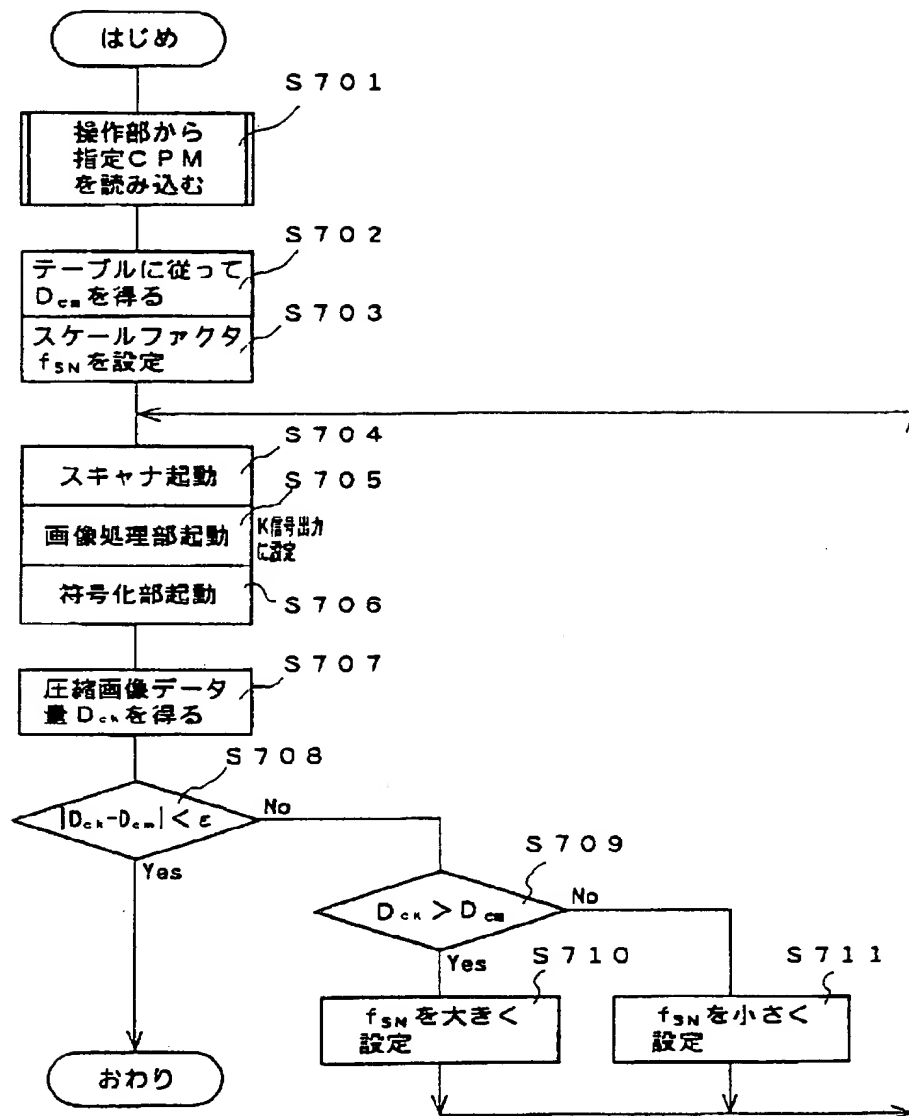 はじめ
S701
操作部から
指定CPM
を読み込む
S702
テーブルに従って
Dcmを得る
S703
スケールファクタ
fSNを設定
S704
スキャナ起動
S705
画像処理部起動
K信号出力
に設定
符号化部起動
S706
S707
圧縮画像データ
量Dckを得る
S708
|Dck-Dcm|<ε
No
Yes
S709
Dck>Dcm
No
Yes
S710
S711
fSNを大きく
設定
fSNを小さく
設定
おわり